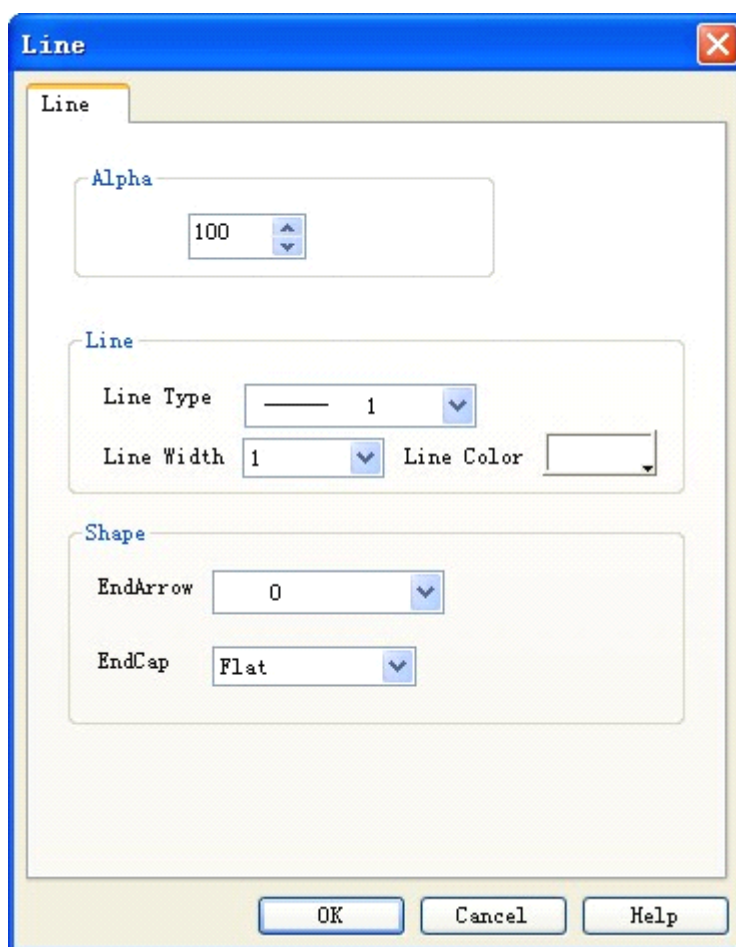 Line
Line
Alpha
100
Line
Line Type 1
Line Width 1 Line Color
Shape
EndArrow 0
EndCap Flat
OK Cancel Help